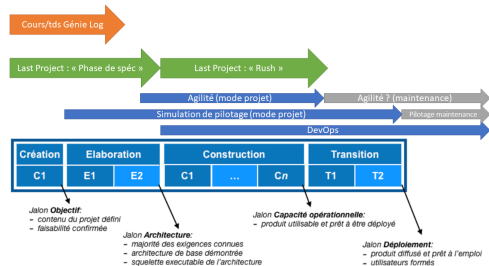 Cours/tds Génie Log
Last Project : « Phase de spéc »
Last Project : « Rush »
Agilité (mode projet)
Agilité ? (maintenance)
Simulation de pilotage (mode projet)
Pilotage maintenance
DevOps
Création
Elaboration
Construction
Transition
C1
E1
E2
C1
...
Cn
T1
T2
Jalon Objectif:
– contenu du projet défini
– faisabilité confirmée
Jalon Architecture:
– majorité des exigences connues
– architecture de base démontrée
– squelette executable de l'architecture
Jalon Capacité opérationnelle:
– produit utilisable et prêt à être déployé
Jalon Déploiement:
– produit diffusé et prêt à l'emploi
– utilisateurs formés